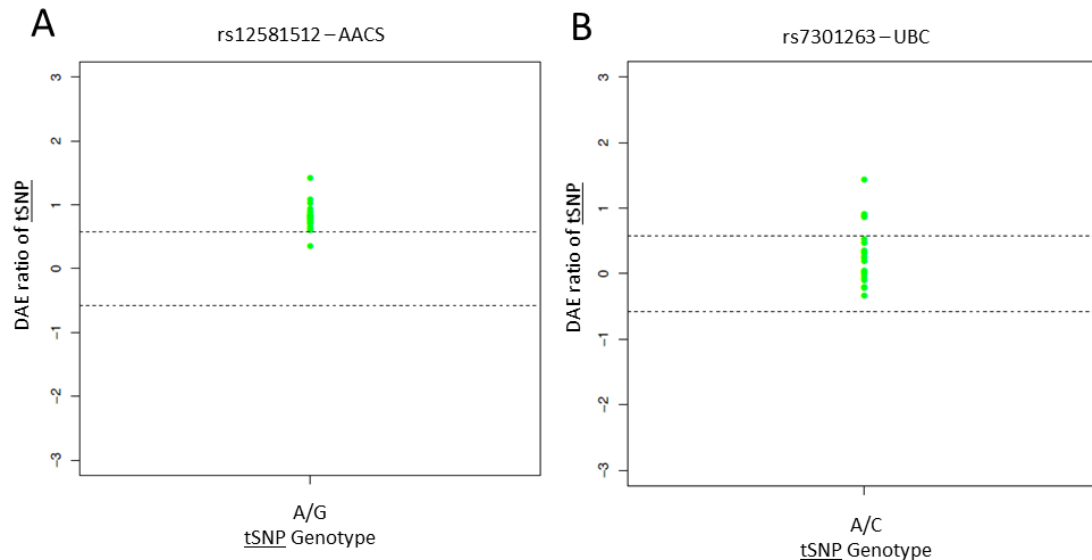 A
rs12581512 – AACS
DAE ratio of tSNP
3
2
1
0
-1
-2
-3
A/G
tSNP Genotype
B
rs7301263 – UBC
DAE ratio of tSNP
3
2
1
0
-1
-2
-3
A/C
tSNP Genotype